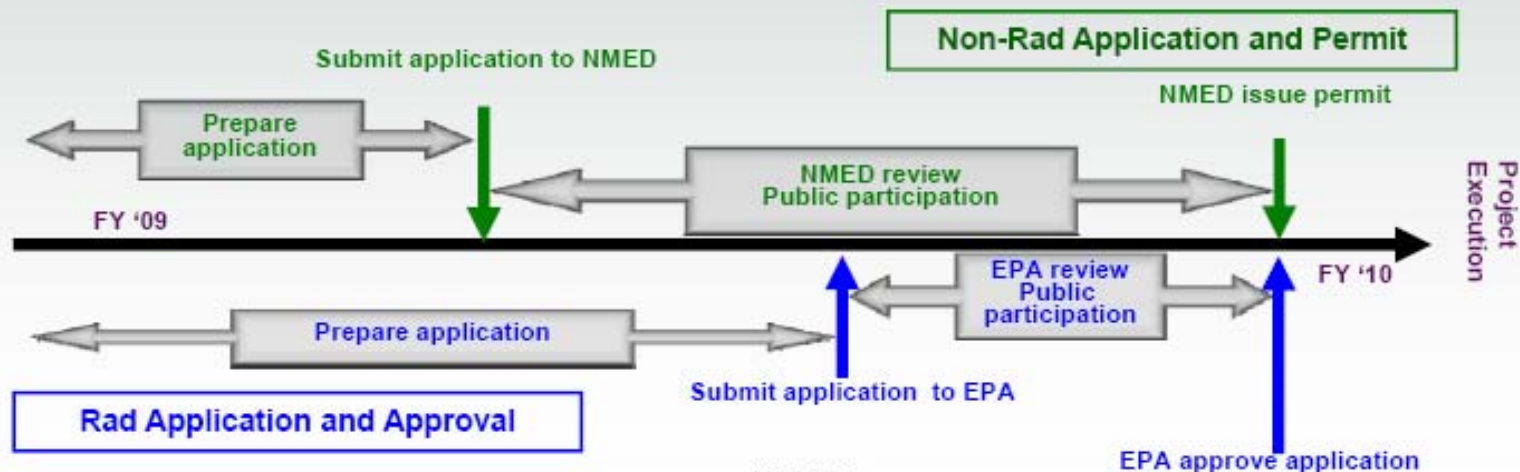 Non-Rad Application and Permit
Submit application to NMED
NMED issue permit
Prepare
application
NMED review
Public participation
Project
Execution
FY ‘09
FY ‘10
EPA review
Public
participation
Prepare application
Submit application to EPA
Rad Application and Approval
EPA approve application